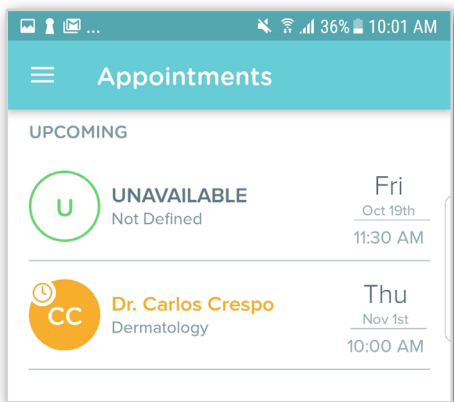 ... 36% 10:01 AM
Appointments
UPCOMING
U
UNAVAILABLE
Not Defined
Fri
Oct 19th
11:30 AM
CC
Dr. Carlos Crespo
Dermatology
Thu
Nov 1st
10:00 AM